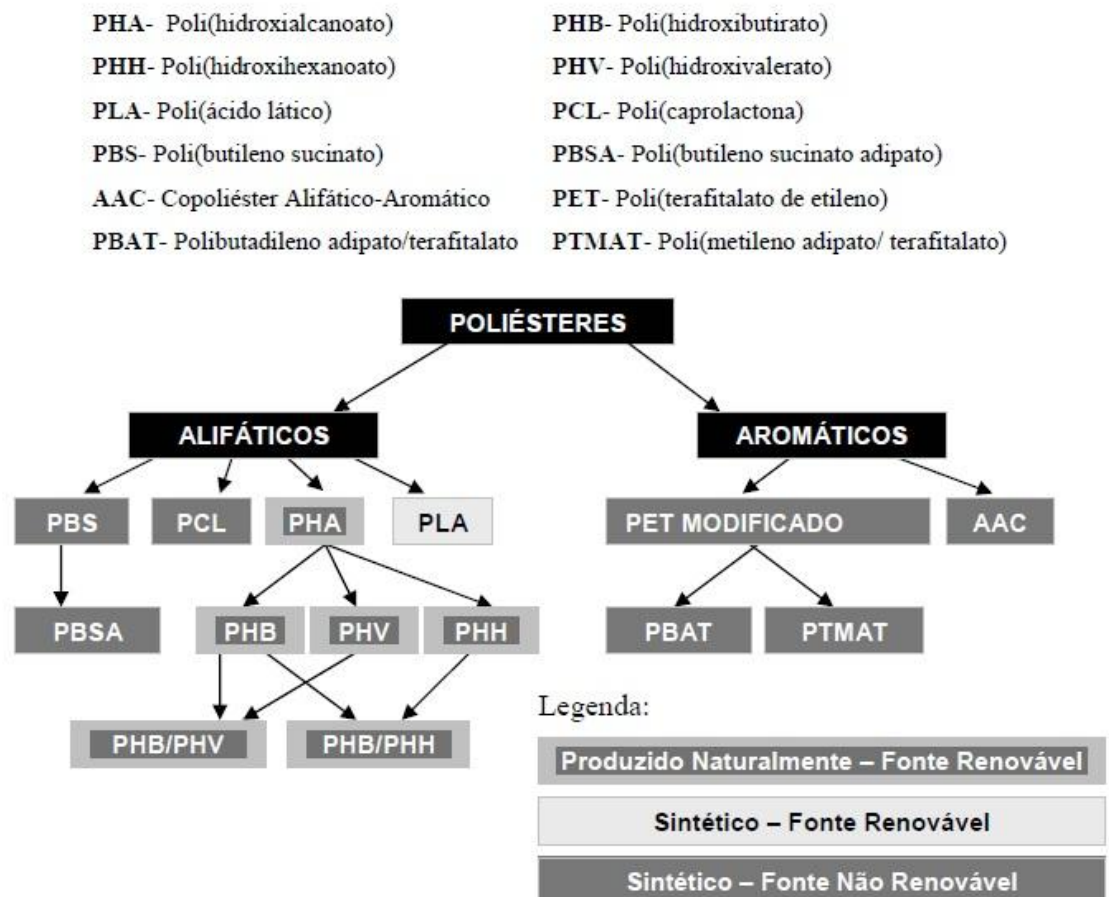 PHA- Poli(hidroxialcanoato) PHB- Poli(hidroxibutirato)
PHH- Poli(hidroxihexanoato) PHV- Poli(hidroxivalerato)
PLA- Poli(ácido lático) PCL- Poli(caprolactona)
PBS- Poli(butileno sucinato) PBSA- Poli(butileno sucinato adipato)
AAC- Copoliéster Alifático-Aromático PET- Poli(terafitalato de etileno)
PBAT- Polibutadileno adipato/terafitalato PTMAT- Poli(metileno adipato/ terafitalato)
POLIÉSTERES
ALIFÁTICOS AROMÁTICOS
PBS PCL PHA PLA PET MODIFICADO AAC
PBSA PHB PHV PHH PBAT PTMAT
PHB/PHV PHB/PHH
Legenda:
Produzido Naturalmente – Fonte Renovável
Sintético – Fonte Renovável
Sintético – Fonte Não Renovável